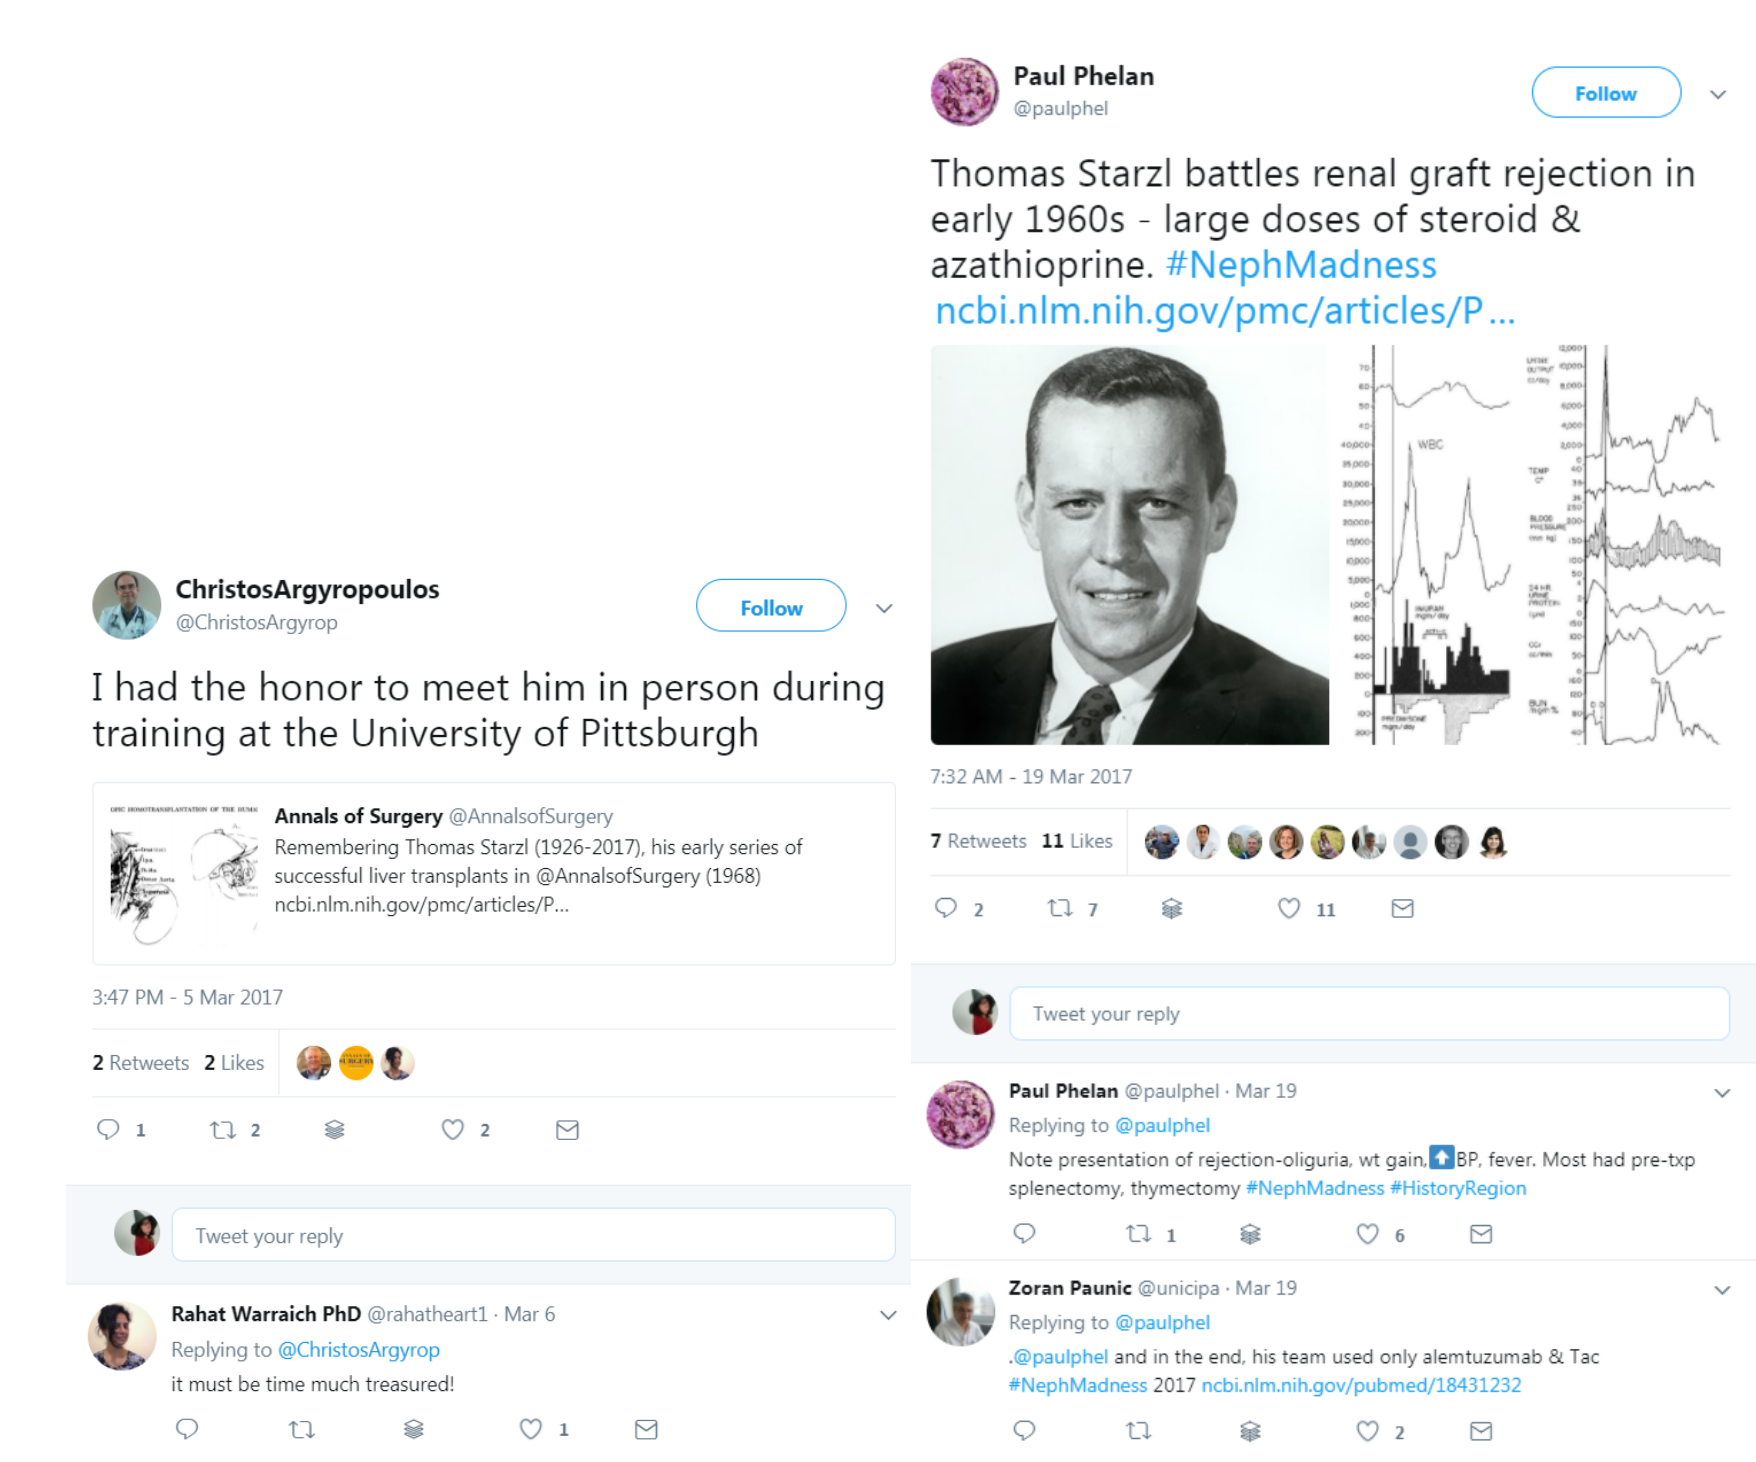 ChristosArgyropoulos
@ChristosArgyrop
Follow
I had the honor to meet him in person during
training at the University of Pittsburgh
Annals of Surgery @AnnalsofSurgery
Remembering Thomas Starzl (1926-2017), his early series of
successful liver transplants in @AnnalsofSurgery (1968)
ncbi.nlm.nih.gov/pmc/articles/P...
3:47 PM - 5 Mar 2017
2 Retweets 2 Likes
1 2 2
Tweet your reply
Rahat Warraich PhD @rahatheart1 · Mar 6
Replying to @ChristosArgyrop
it must be time much treasured!
1
Paul Phelan
@paulphel
Follow
Thomas Starzl battles renal graft rejection in
early 1960s - large doses of steroid &
azathioprine. #NephMadness
ncbi.nlm.nih.gov/pmc/articles/P...
WBC
7:32 AM - 19 Mar 2017
7 Retweets 11 Likes
2 7 11
Tweet your reply
Paul Phelan @paulphel · Mar 19
Replying to @paulphel
Note presentation of rejection-oliguria, wt gain,⬆BP, fever. Most had pre-txp
splenectomy, thymectomy #NephMadness #HistoryRegion
1 6
Zoran Paunic @unicipa · Mar 19
Replying to @paulphel
.@paulphel and in the end, his team used only alemtuzumab & Tac
#NephMadness 2017 ncbi.nlm.nih.gov/pubmed/18431232
2